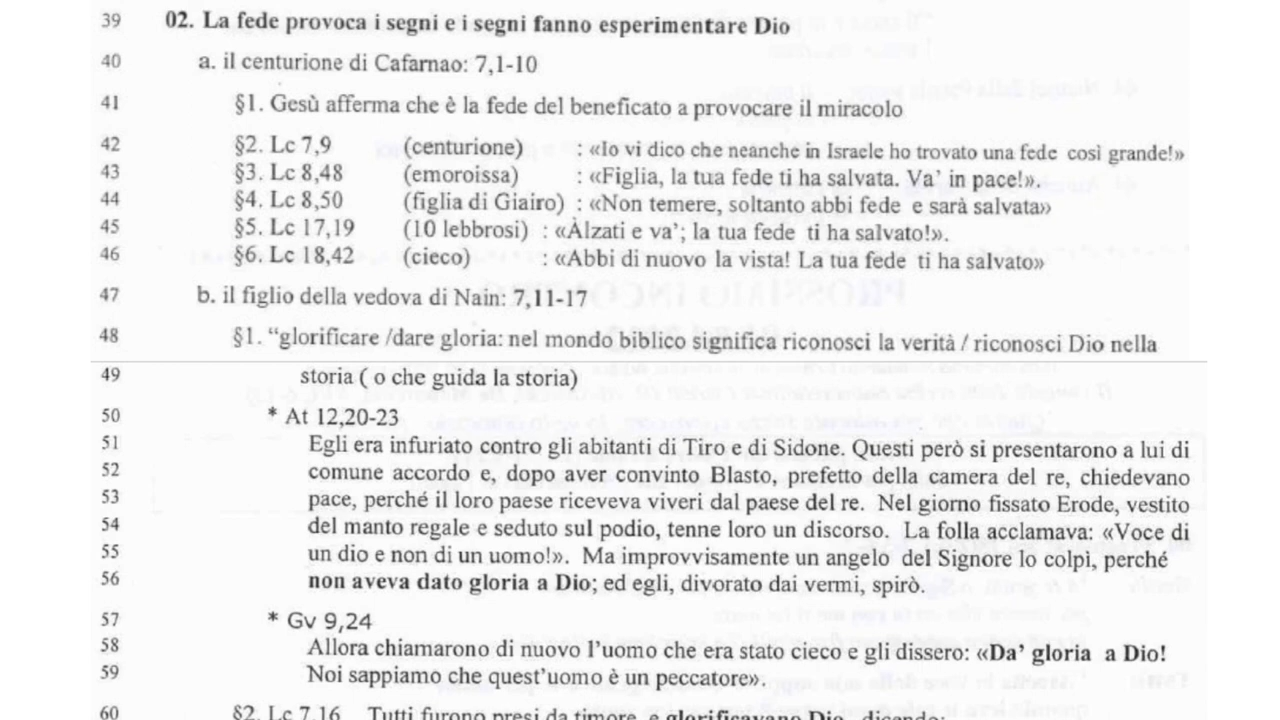 39 02. La fede provoca i segni e i segni fanno esperimentare Dio
40 a. il centurione di Cafarnao: 7,1-10
41 §1. Gesù afferma che è la fede del beneficato a provocare il miracolo
42 §2. Lc 7,9 (centurione) : «Io vi dico che neanche in Israele ho trovato una fede così grande!»
43 §3. Lc 8,48 (emoroissa) : «Figlia, la tua fede ti ha salvata. Va' in pace!».
44 §4. Lc 8,50 (figlia di Giairo) : «Non temere, soltanto abbi fede e sarà salvata»
45 §5. Lc 17,19 (10 lebbrosi) : «Àlzati e va'; la tua fede ti ha salvato!».
46 §6. Lc 18,42 (cieco) : «Abbi di nuovo la vista! La tua fede ti ha salvato»
47 b. il figlio della vedova di Nain: 7,11-17
48 §1. "glorificare /dare gloria: nel mondo biblico significa riconosci la verità / riconosci Dio nella
49 storia ( o che guida la storia)
50 * At 12,20-23
51 Egli era infuriato contro gli abitanti di Tiro e di Sidone. Questi però si presentarono a lui di
52 comune accordo e, dopo aver convinto Blasto, prefetto della camera del re, chiedevano
53 pace, perché il loro paese riceveva viveri dal paese del re. Nel giorno fissato Erode, vestito
54 del manto regale e seduto sul podio, tenne loro un discorso. La folla acclamava: «Voce di
55 un dio e non di un uomo!». Ma improvvisamente un angelo del Signore lo colpì, perché
56 non aveva dato gloria a Dio; ed egli, divorato dai vermi, spirò.
57 * Gv 9,24
58 Allora chiamarono di nuovo l'uomo che era stato cieco e gli dissero: «Da' gloria a Dio!
59 Noi sappiamo che quest'uomo è un peccatore».
60 §2. Lc 7,16 Tutti furono presi da timore, e glorificavano Dio, dicendo: